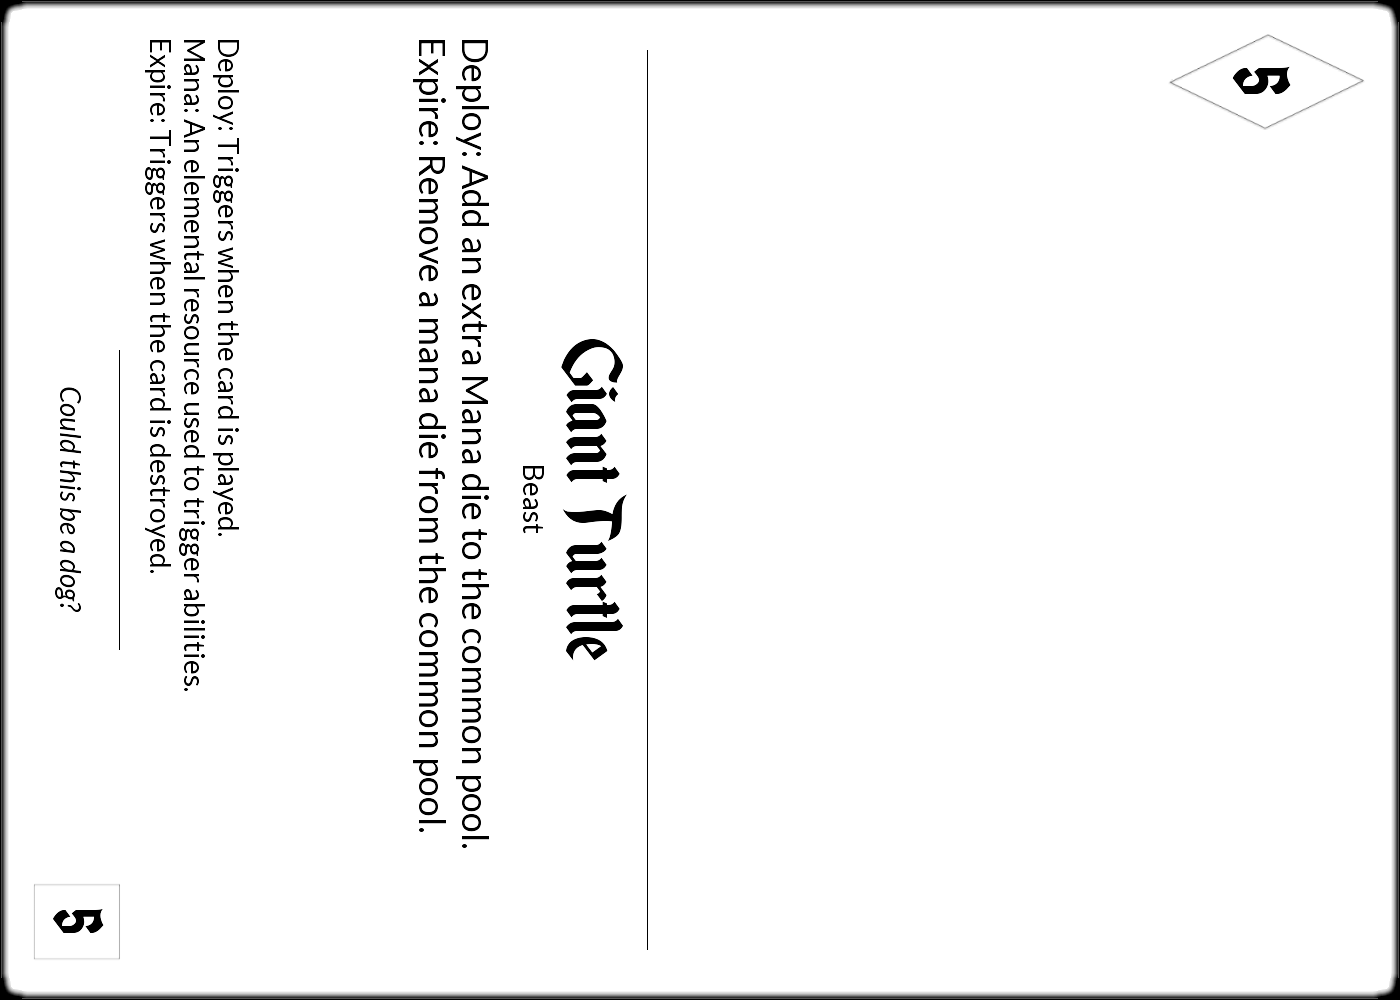 5
Giant Turtle
Beast
Deploy: Add an extra Mana die to the common pool.
Expire: Remove a mana die from the common pool.
Deploy: Triggers when the card is played.
Mana: An elemental resource used to trigger abilities.
Expire: Triggers when the card is destroyed.
Could this be a dog?
5